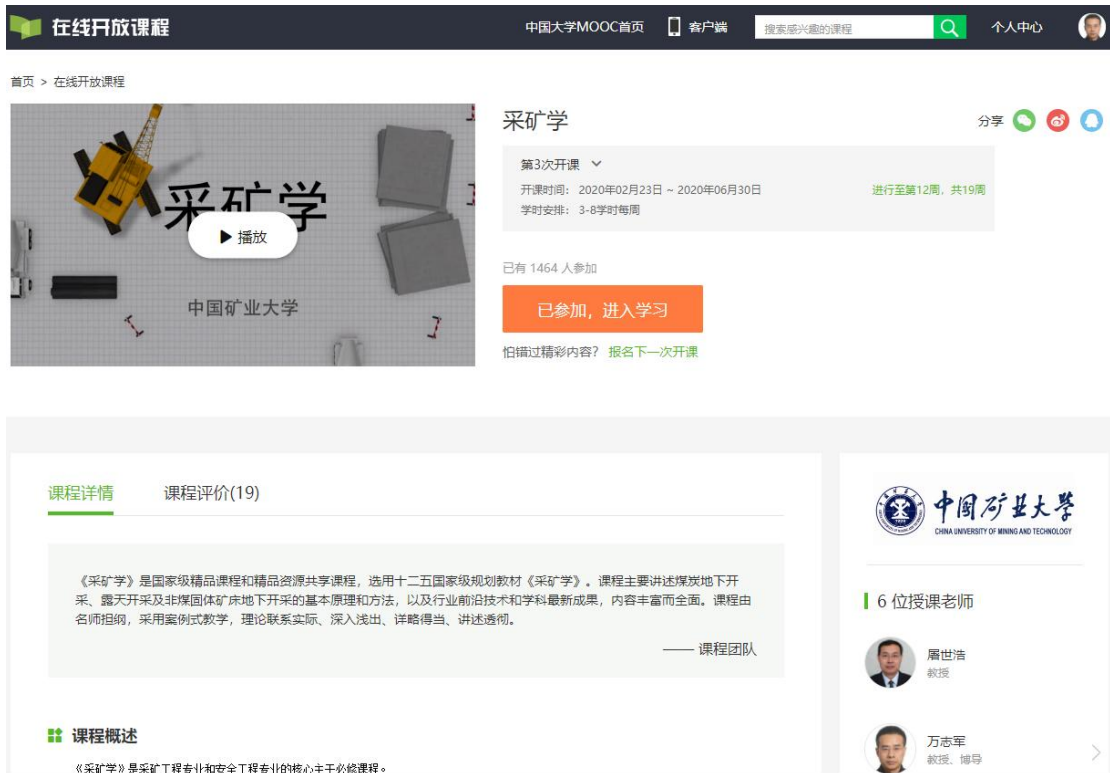 在线开放课程
中国大学MOOC首页 客户端 搜索感兴趣的课程 个人中心
首页 > 在线开放课程
采矿学
播放
中国矿业大学
采矿学
分享
第3次开课
开课时间: 2020年02月23日 ~ 2020年06月30日
进行至第12周, 共19周
学时安排: 3-8学时每周
已有 1464 人参加
已参加, 进入学习
怕错过精彩内容? 报名下一次开课
课程详情 课程评价(19)
《采矿学》是国家级精品课程和精品资源共享课程，选用十二五国家级规划教材《采矿学》。课程主要讲述煤炭地下开
采、露天开采及非煤固体矿床地下开采的基本原理和方法，以及行业前沿技术和学科最新成果，内容丰富而全面。课程由
名师担纲，采用案例式教学，理论联系实际、深入浅出、详略得当、讲述透彻。
—— 课程团队
课程概述
《采矿学》是采矿工程专业和安全工程专业的核心主干必修课程。
中国矿业大学
CHINA UNIVERSITY OF MINING AND TECHNOLOGY
6 位授课老师
屠世浩
教授
万志军
教授、博导